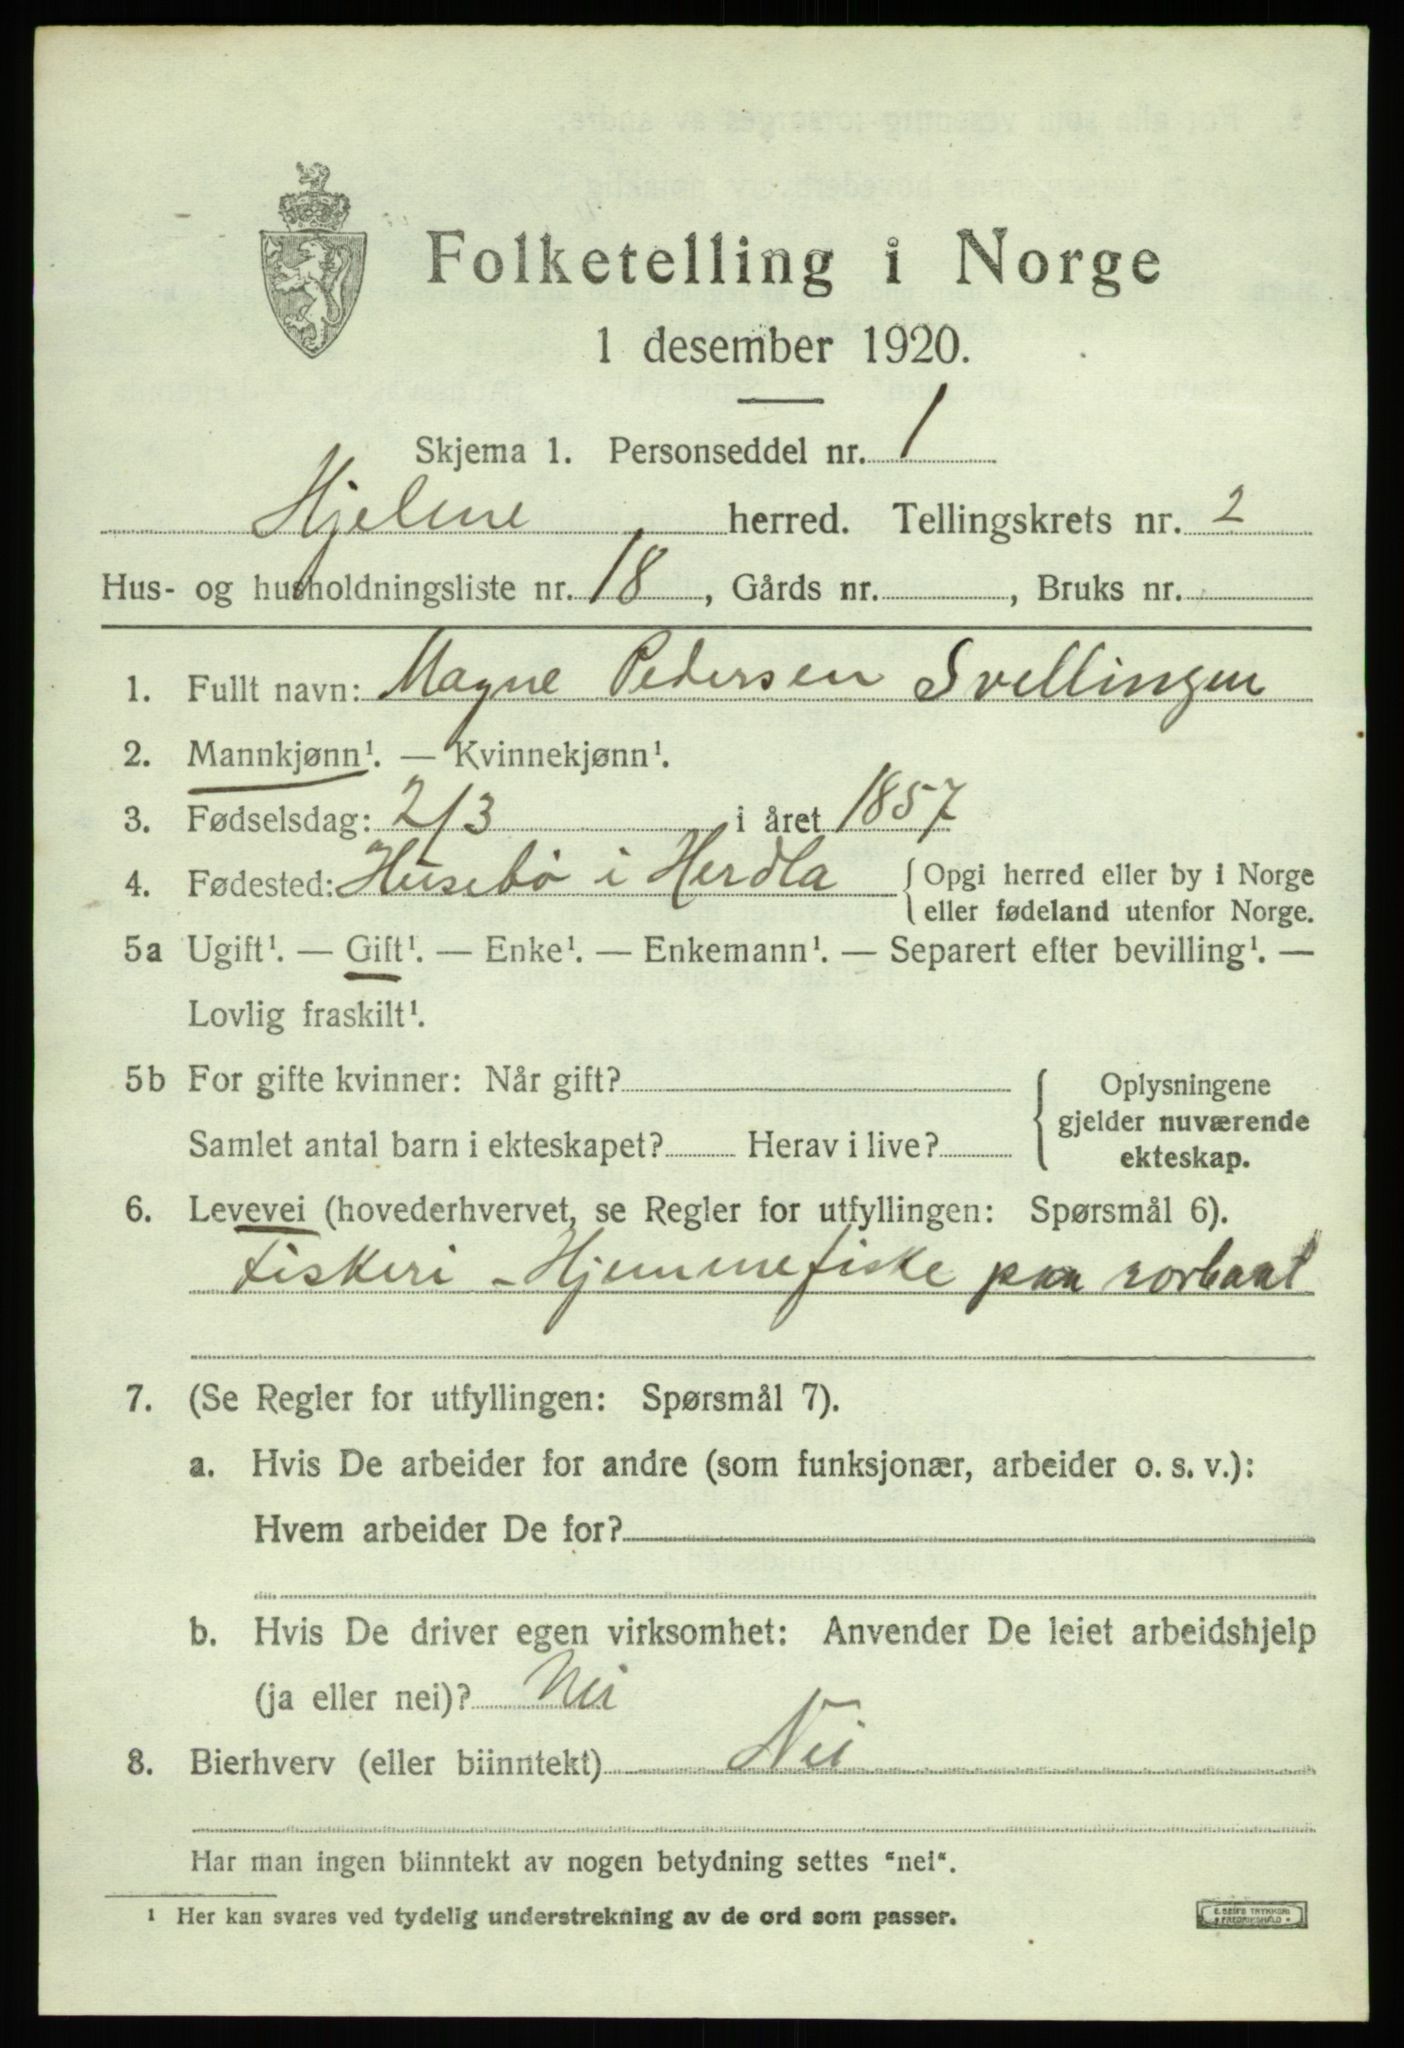 Folketelling i Norge
1 desember 1920.
Skjema 1. Personseddel nr. 1
Hjelme herred. Tellingskrets nr. 2
Hus- og husholdningsliste nr. 18, Gårds nr. , Bruks nr.
1. Fullt navn: Magne Pedersen Svellingen
2. Mannkjønn¹. — Kvinnekjønn¹.
3. Fødselsdag: 2/3 i året 1857
4. Fødested: Husebö i Herdla { Opgi herred eller by i Norge
eller fødeland utenfor Norge.
5a Ugift¹. — Gift¹. — Enke¹. — Enkemann¹. — Separert efter bevilling¹. —
Lovlig fraskilt¹.
5b For gifte kvinner: Når gift? { Oplysningene
gjelder nuværende
Samlet antal barn i ekteskapet? Herav i live? ekteskap.
6. Levevei (hovederhvervet, se Regler for utfyllingen: Spørsmål 6).
Fiskeri - Hjemmefiske paa rorbaat
7. (Se Regler for utfyllingen: Spørsmål 7).
a. Hvis De arbeider for andre (som funksjonær, arbeider o. s. v.):
Hvem arbeider De for?
b. Hvis De driver egen virksomhet: Anvender De leiet arbeidshjelp
(ja eller nei)? Nei
8. Bierhverv (eller biinntekt) Nei
Har man ingen biinntekt av nogen betydning settes "nei".
1 Her kan svares ved tydelig understrekning av de ord som passer.